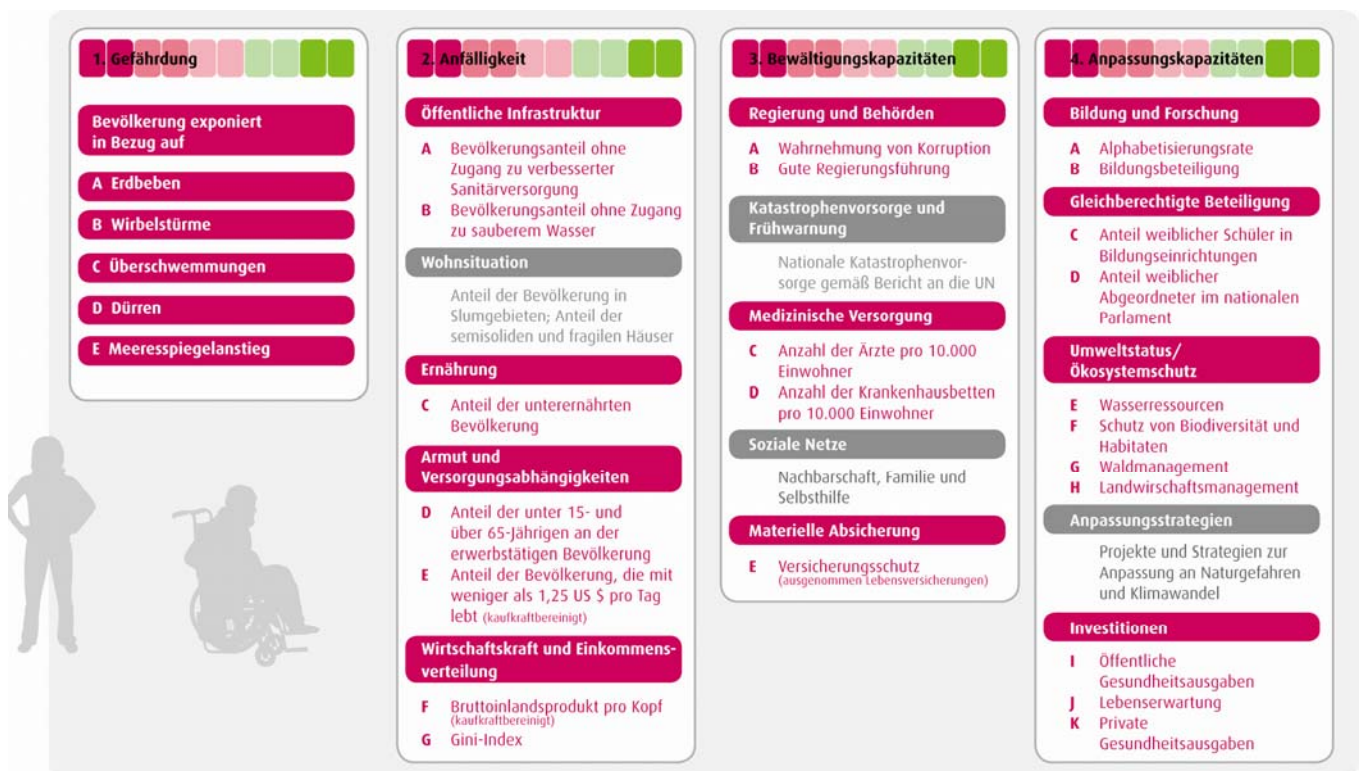 1. Gefährdung
Bevölkerung exponiert
in Bezug auf
A Erdbeben
B Wirbelstürme
C Überschwemmungen
D Dürren
E Meeresspiegelanstieg
2. Anfälligkeit
Öffentliche Infrastruktur
A Bevölkerungsanteil ohne
Zugang zu verbesserter
Sanitärversorgung
B Bevölkerungsanteil ohne Zugang
zu sauberem Wasser
Wohnsituation
Anteil der Bevölkerung in
Slumgebieten; Anteil der
semisoliden und fragilen Häuser
Ernährung
C Anteil der unterernährten
Bevölkerung
Armut und
Versorgungsabhängigkeiten
D Anteil der unter 15- und
über 65-Jährigen an der
erwerbstätigen Bevölkerung
E Anteil der Bevölkerung, die mit
weniger als 1,25 US $ pro Tag
lebt (kaufkraftbereinigt)
Wirtschaftskraft und Einkommens-
verteilung
F Bruttoinlandsprodukt pro Kopf
(kaufkraftbereinigt)
G Gini-Index
3. Bewältigungskapazitäten
Regierung und Behörden
A Wahrnehmung von Korruption
B Gute Regierungsführung
Katastrophenvorsorge und
Frühwarnung
Nationale Katastrophenvor-
sorge gemäß Bericht an die UN
Medizinische Versorgung
C Anzahl der Ärzte pro 10.000
Einwohner
D Anzahl der Krankenhausbetten
pro 10.000 Einwohner
Soziale Netze
Nachbarschaft, Familie und
Selbsthilfe
Materielle Absicherung
E Versicherungsschutz
(ausgenommen Lebensversicherungen)
4. Anpassungskapazitäten
Bildung und Forschung
A Alphabetisierungsrate
B Bildungsbeteiligung
Gleichberechtigte Beteiligung
C Anteil weiblicher Schüler in
Bildungseinrichtungen
D Anteil weiblicher
Abgeordneter im nationalen
Parlament
Umweltstatus/
Ökosystemschutz
E Wasserressourcen
F Schutz von Biodiversität und
Habitaten
G Waldmanagement
H Landwirtschaftsmanagement
Anpassungsstrategien
Projekte und Strategien zur
Anpassung an Naturgefahren
und Klimawandel
Investitionen
I Öffentliche
Gesundheitsausgaben
J Lebenserwartung
K Private
Gesundheitsausgaben